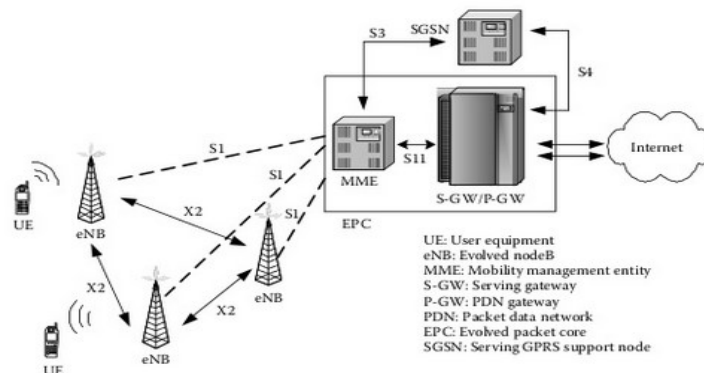 SGSN
S3
S4
S1
MME
S11
S-GW/P-GW
Internet
UE
eNB
X2
S1
S1
EPC
eNB
X2
X2
eNB
UE
UE: User equipment
eNB: Evolved nodeB
MME: Mobility management entity
S-GW: Serving gateway
P-GW: PDN gateway
PDN: Packet data network
EPC: Evolved packet core
SGSN: Serving GPRS support node